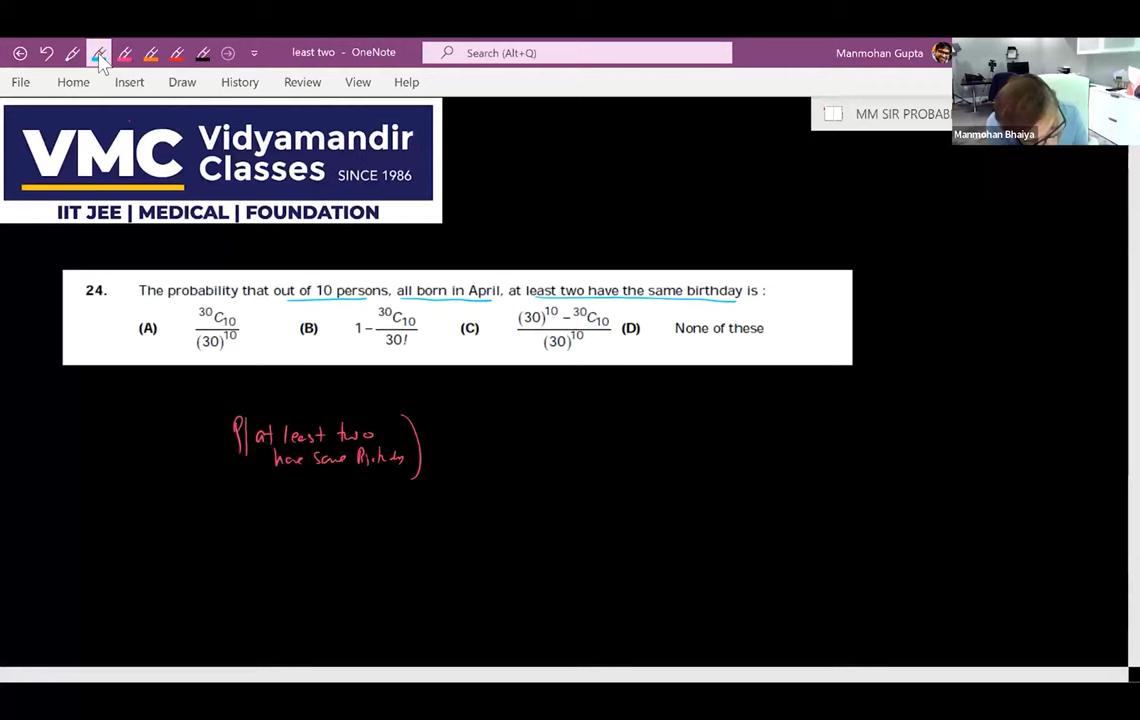 least two - OneNote
Search (Alt+Q)
Manmohan Gupta
File Home Insert Draw History Review View Help
VMC Vidyamandir Classes SINCE 1986
IIT JEE | MEDICAL | FOUNDATION
MM SIR PROBAB
Manmohan Bhaiya
24. The probability that out of 10 persons, all born in April, at least two have the same birthday is :
(A) ³⁰C₁₀ / (30)¹⁰ (B) 1 – ³⁰C₁₀ / 30! (C) (30)¹⁰ – ³⁰C₁₀ / (30)¹⁰ (D) None of these
P( at least two
have same Birthday )